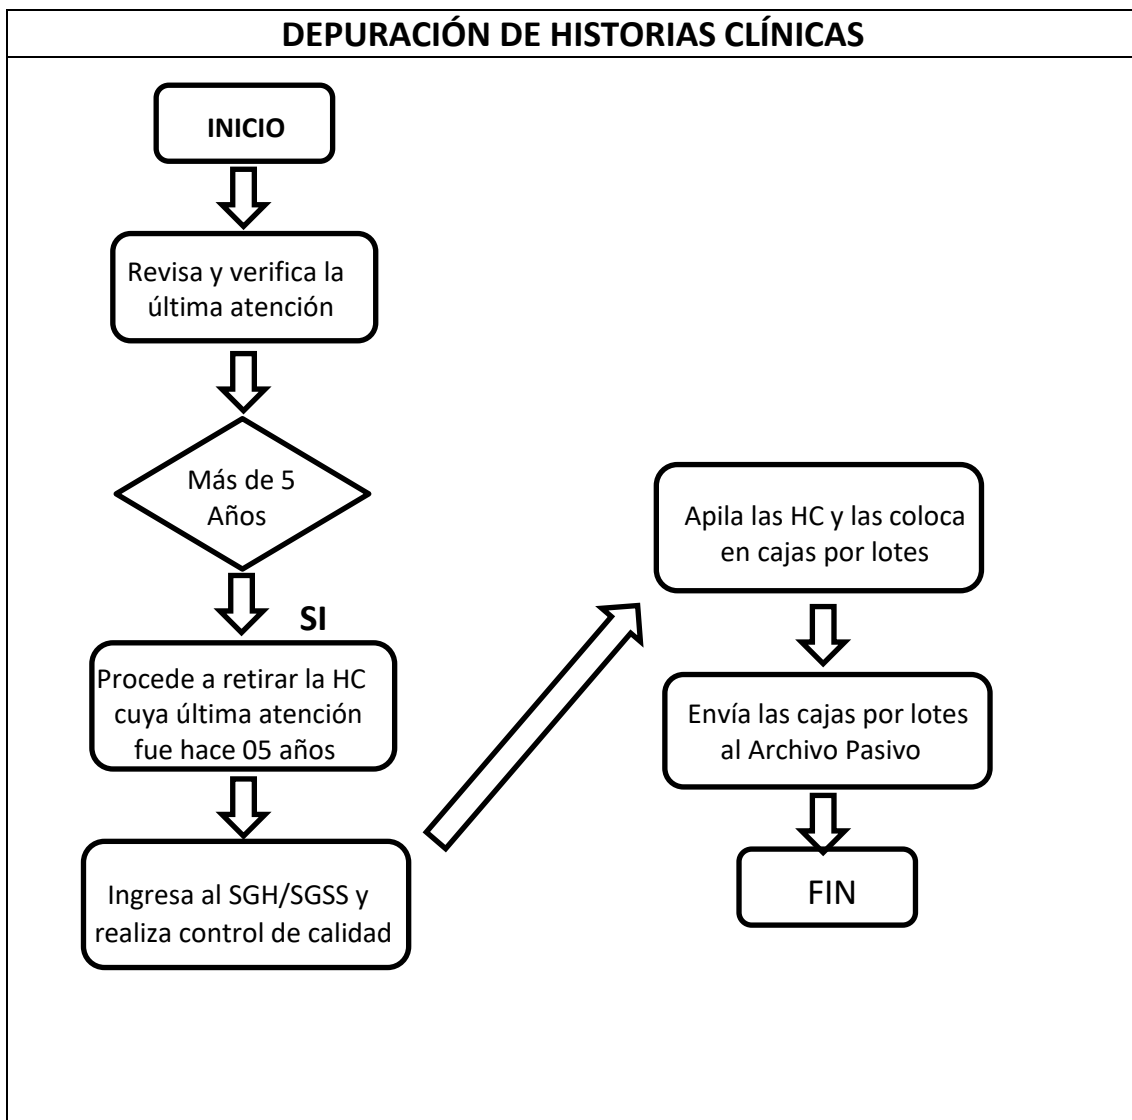 DEPURACIÓN DE HISTORIAS CLÍNICAS
INICIO
Revisa y verifica la
última atención
Más de 5
Años
SI
Procede a retirar la HC
cuya última atención
fue hace 05 años
Ingresa al SGH/SGSS y
realiza control de calidad
Apila las HC y las coloca
en cajas por lotes
Envía las cajas por lotes
al Archivo Pasivo
FIN